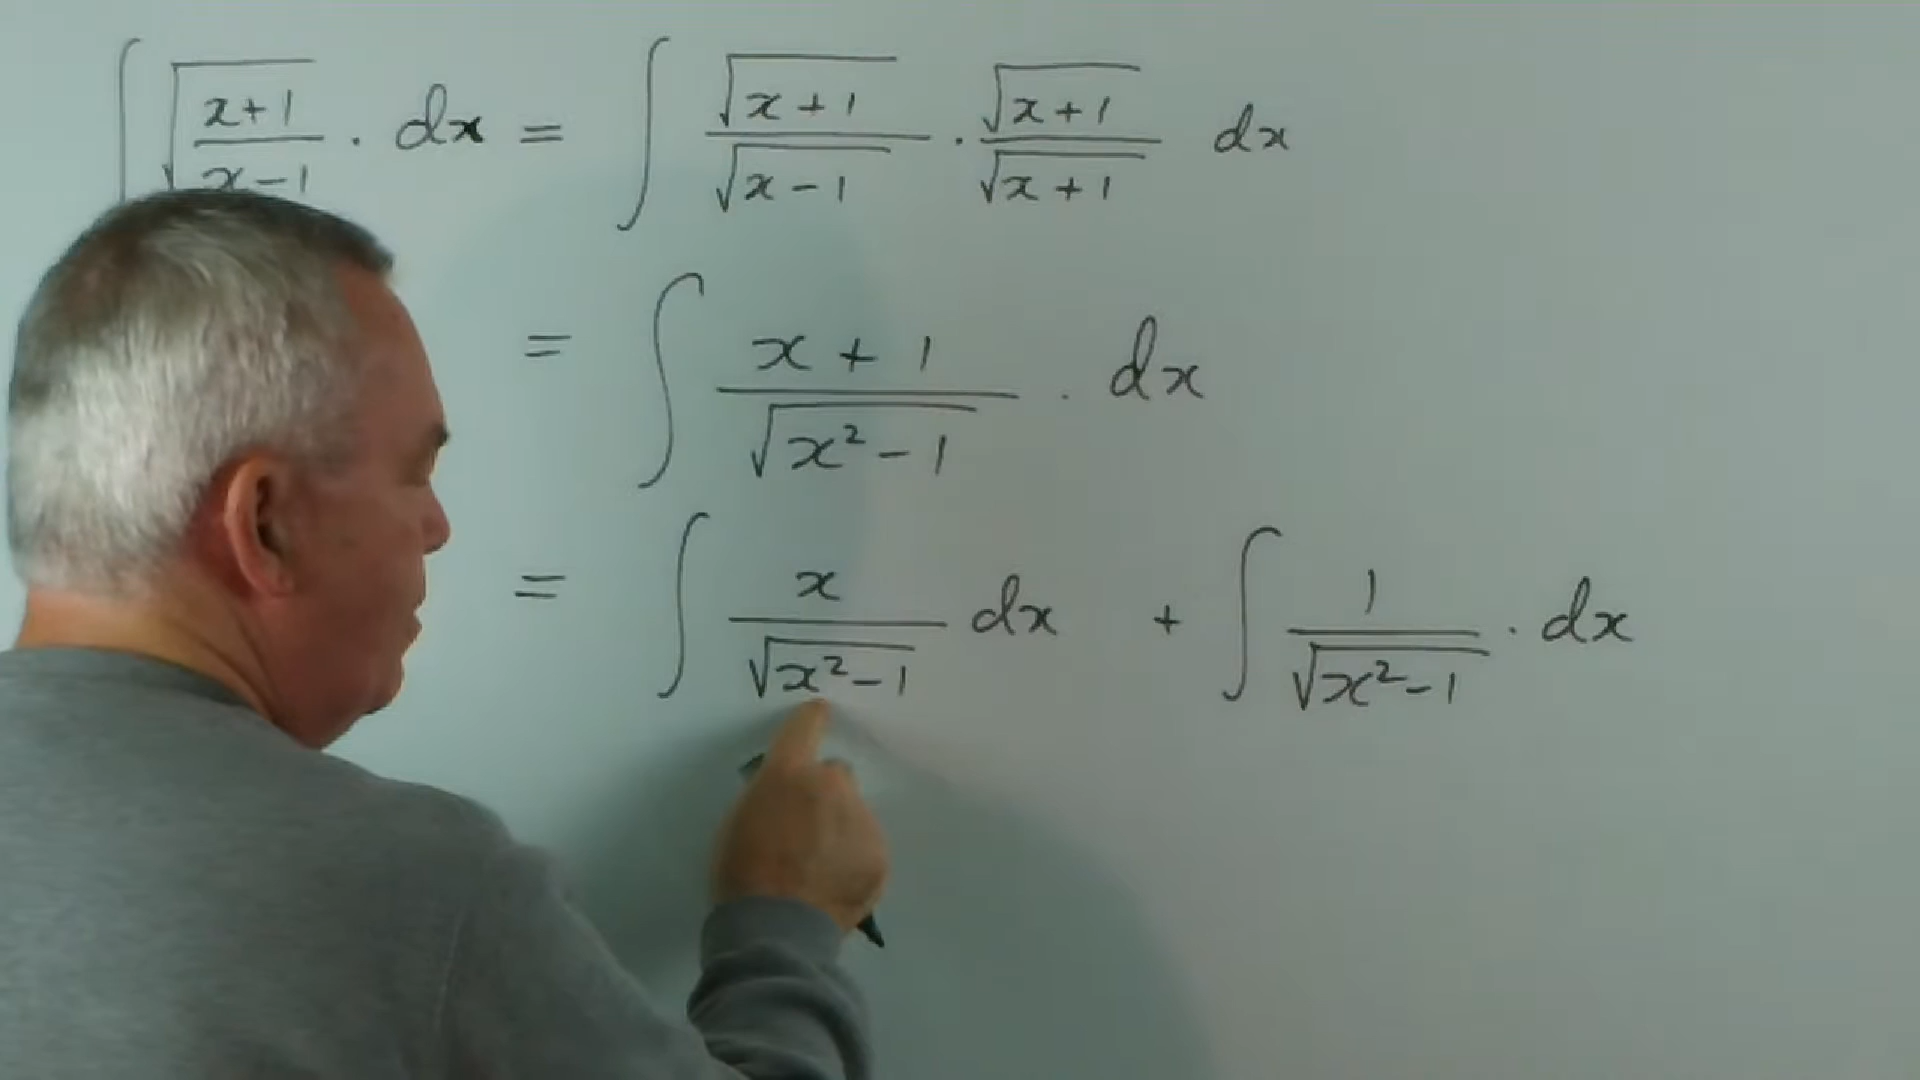 ∫ √((x+1)/(x-1)) · dx = ∫ √(x+1)/√(x-1) · √(x+1)/√(x+1) dx
= ∫ (x+1)/√(x²-1) · dx
= ∫ x/√(x²-1) dx + ∫ 1/√(x²-1) · dx